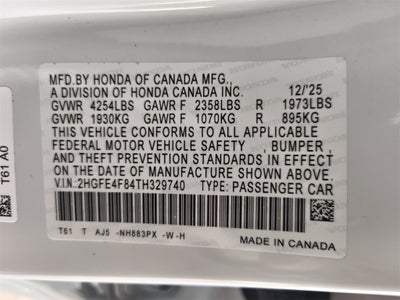 MFD.BY HONDA OF CANADA MFG.,
A DIVISION OF HONDA CANADA INC. 12/'25
GVWR 4254LBS GAWR F 2358LBS R 1973LBS
GVWR 1930KG GAWR F 1070KG R 895KG
THIS VEHICLE CONFORMS TO ALL APPLICABLE
FEDERAL MOTOR VEHICLE SAFETY , BUMPER ,
AND THEFT PREVENTION STANDARDS IN EFFECT
ON THE DATE OF MANUFACTURE SHOWN ABOVE.
V.I.N:2HGFE4F84TH329740 TYPE:PASSENGER CAR
T61 T AJ5 -NH883PX -W-H
MADE IN CANADA
T61 A0